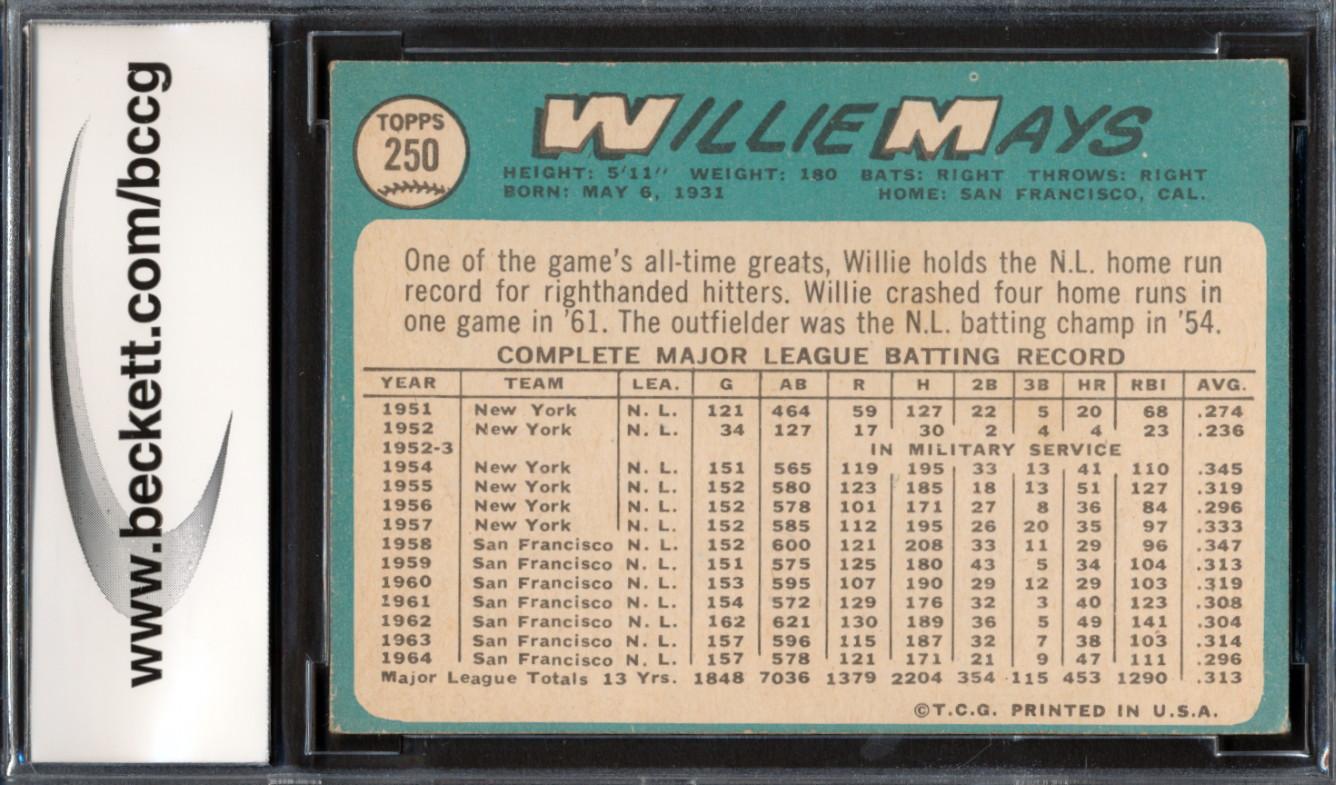 www.beckett.com/bccg
TOPPS
250
WILLIE MAYS
HEIGHT: 5'11" WEIGHT: 180 BATS: RIGHT THROWS: RIGHT
BORN: MAY 6, 1931 HOME: SAN FRANCISCO, CAL.
One of the game's all-time greats, Willie holds the N.L. home run
record for righthanded hitters. Willie crashed four home runs in
one game in '61. The outfielder was the N.L. batting champ in '54.
COMPLETE MAJOR LEAGUE BATTING RECORD
YEAR TEAM LEA. G AB R H 2B 3B HR RBI AVG.
1951 New York N. L. 121 464 59 127 22 5 20 68 .274
1952 New York N. L. 34 127 17 30 2 4 4 23 .236
1952-3 IN MILITARY SERVICE
1954 New York N. L. 151 565 119 195 33 13 41 110 .345
1955 New York N. L. 152 580 123 185 18 13 51 127 .319
1956 New York N. L. 152 578 101 171 27 8 36 84 .296
1957 New York N. L. 152 585 112 195 26 20 35 97 .333
1958 San Francisco N. L. 152 600 121 208 33 11 29 96 .347
1959 San Francisco N. L. 151 575 125 180 43 5 34 104 .313
1960 San Francisco N. L. 153 595 107 190 29 12 29 103 .319
1961 San Francisco N. L. 154 572 129 176 32 3 40 123 .308
1962 San Francisco N. L. 162 621 130 189 36 5 49 141 .304
1963 San Francisco N. L. 157 596 115 187 32 7 38 103 .314
1964 San Francisco N. L. 157 578 121 171 21 9 47 111 .296
Major League Totals 13 Yrs. 1848 7036 1379 2204 354 115 453 1290 .313
©T.C.G. PRINTED IN U.S.A.